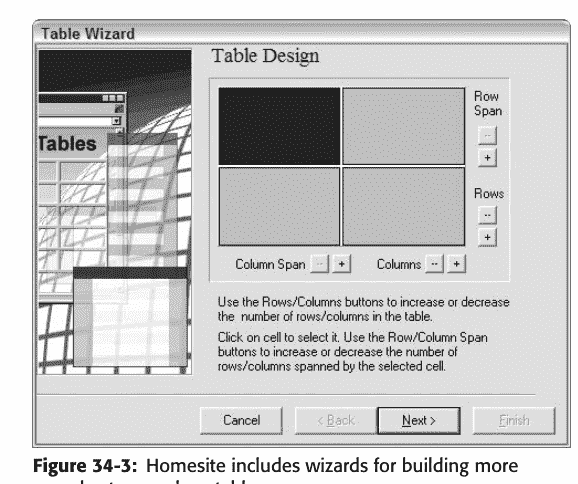 Table Wizard
Table Design
Tables
Row
Span
--
+
Rows
--
+
Column Span -- +
Columns -- +
Use the Rows/Columns buttons to increase or decrease
the number of rows/columns in the table.
Click on cell to select it. Use the Row/Column Span
buttons to increase or decrease the number of
rows/columns spanned by the selected cell.
Cancel
< Back
Next >
Finish
Figure 34-3: Homesite includes wizards for building more